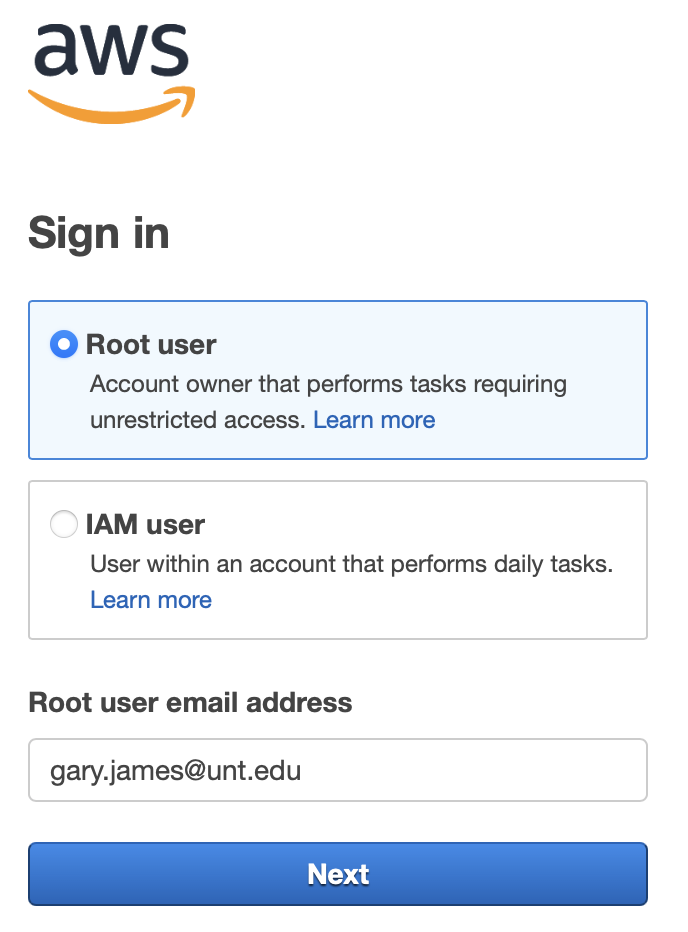 aws
Sign in
Root user
Account owner that performs tasks requiring
unrestricted access. Learn more
IAM user
User within an account that performs daily tasks.
Learn more
Root user email address
gary.james@unt.edu
Next